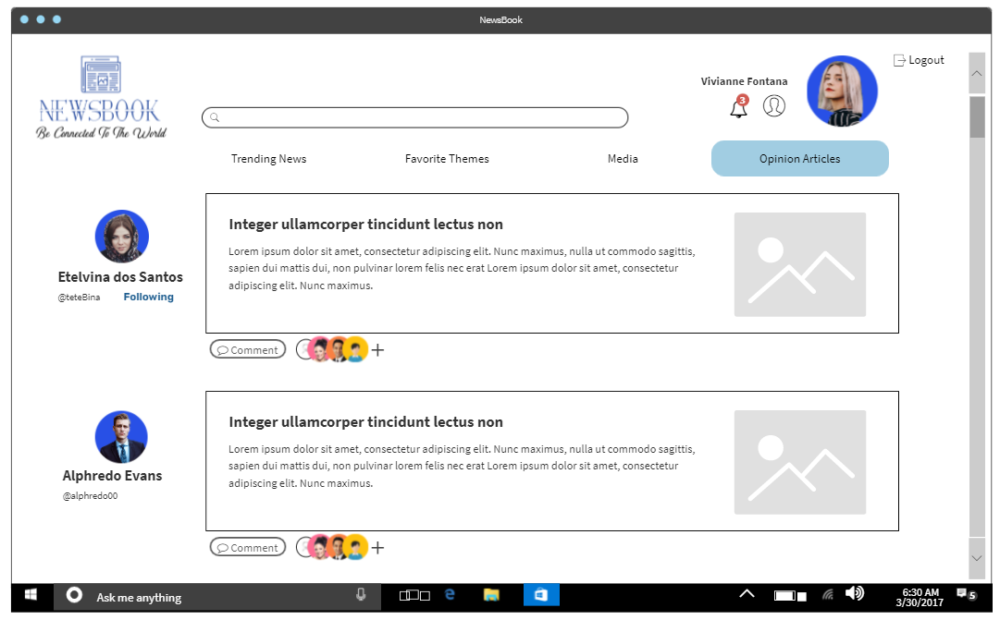 NewsBook
Logout
Vivianne Fontana
3
NEWSBOOK
Be Connected To The World
Trending News
Favorite Themes
Media
Opinion Articles
Integer ullamcorper tincidunt lectus non
Lorem ipsum dolor sit amet, consectetur adipiscing elit. Nunc maximus, nulla ut commodo sagittis,
sapien dui mattis dui, non pulvinar lorem felis nec erat Lorem ipsum dolor sit amet, consectetur
adipiscing elit. Nunc maximus.
Etelvina dos Santos
@teteBina Following
Comment
Integer ullamcorper tincidunt lectus non
Lorem ipsum dolor sit amet, consectetur adipiscing elit. Nunc maximus, nulla ut commodo sagittis,
sapien dui mattis dui, non pulvinar lorem felis nec erat Lorem ipsum dolor sit amet, consectetur
adipiscing elit. Nunc maximus.
Alphredo Evans
@alphredo00
Comment
Ask me anything
6:30 AM
3/30/2017
5